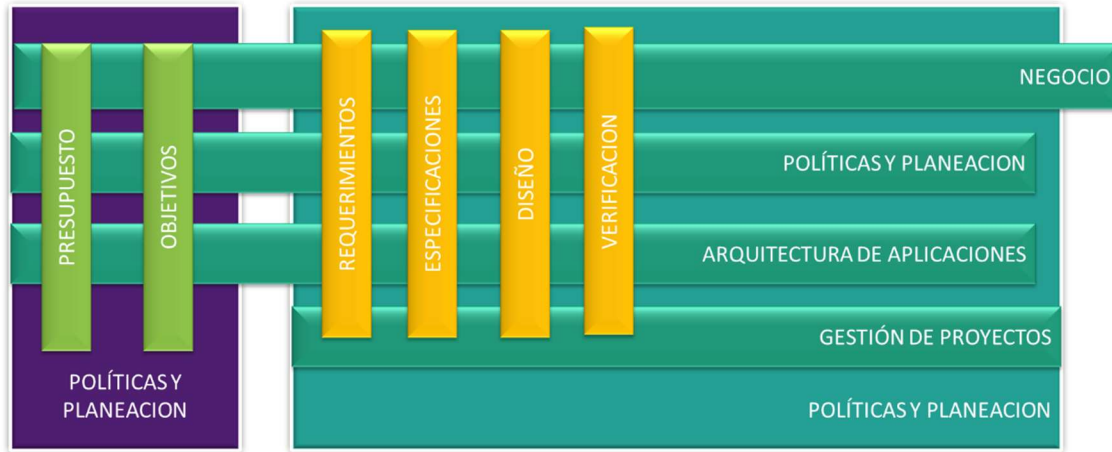 PRESUPUESTO
OBJETIVOS
POLÍTICAS Y
PLANEACION
REQUERIMIENTOS
ESPECIFICACIONES
DISEÑO
VERIFICACION
NEGOCIO
POLÍTICAS Y PLANEACION
ARQUITECTURA DE APLICACIONES
GESTIÓN DE PROYECTOS
POLÍTICAS Y PLANEACION